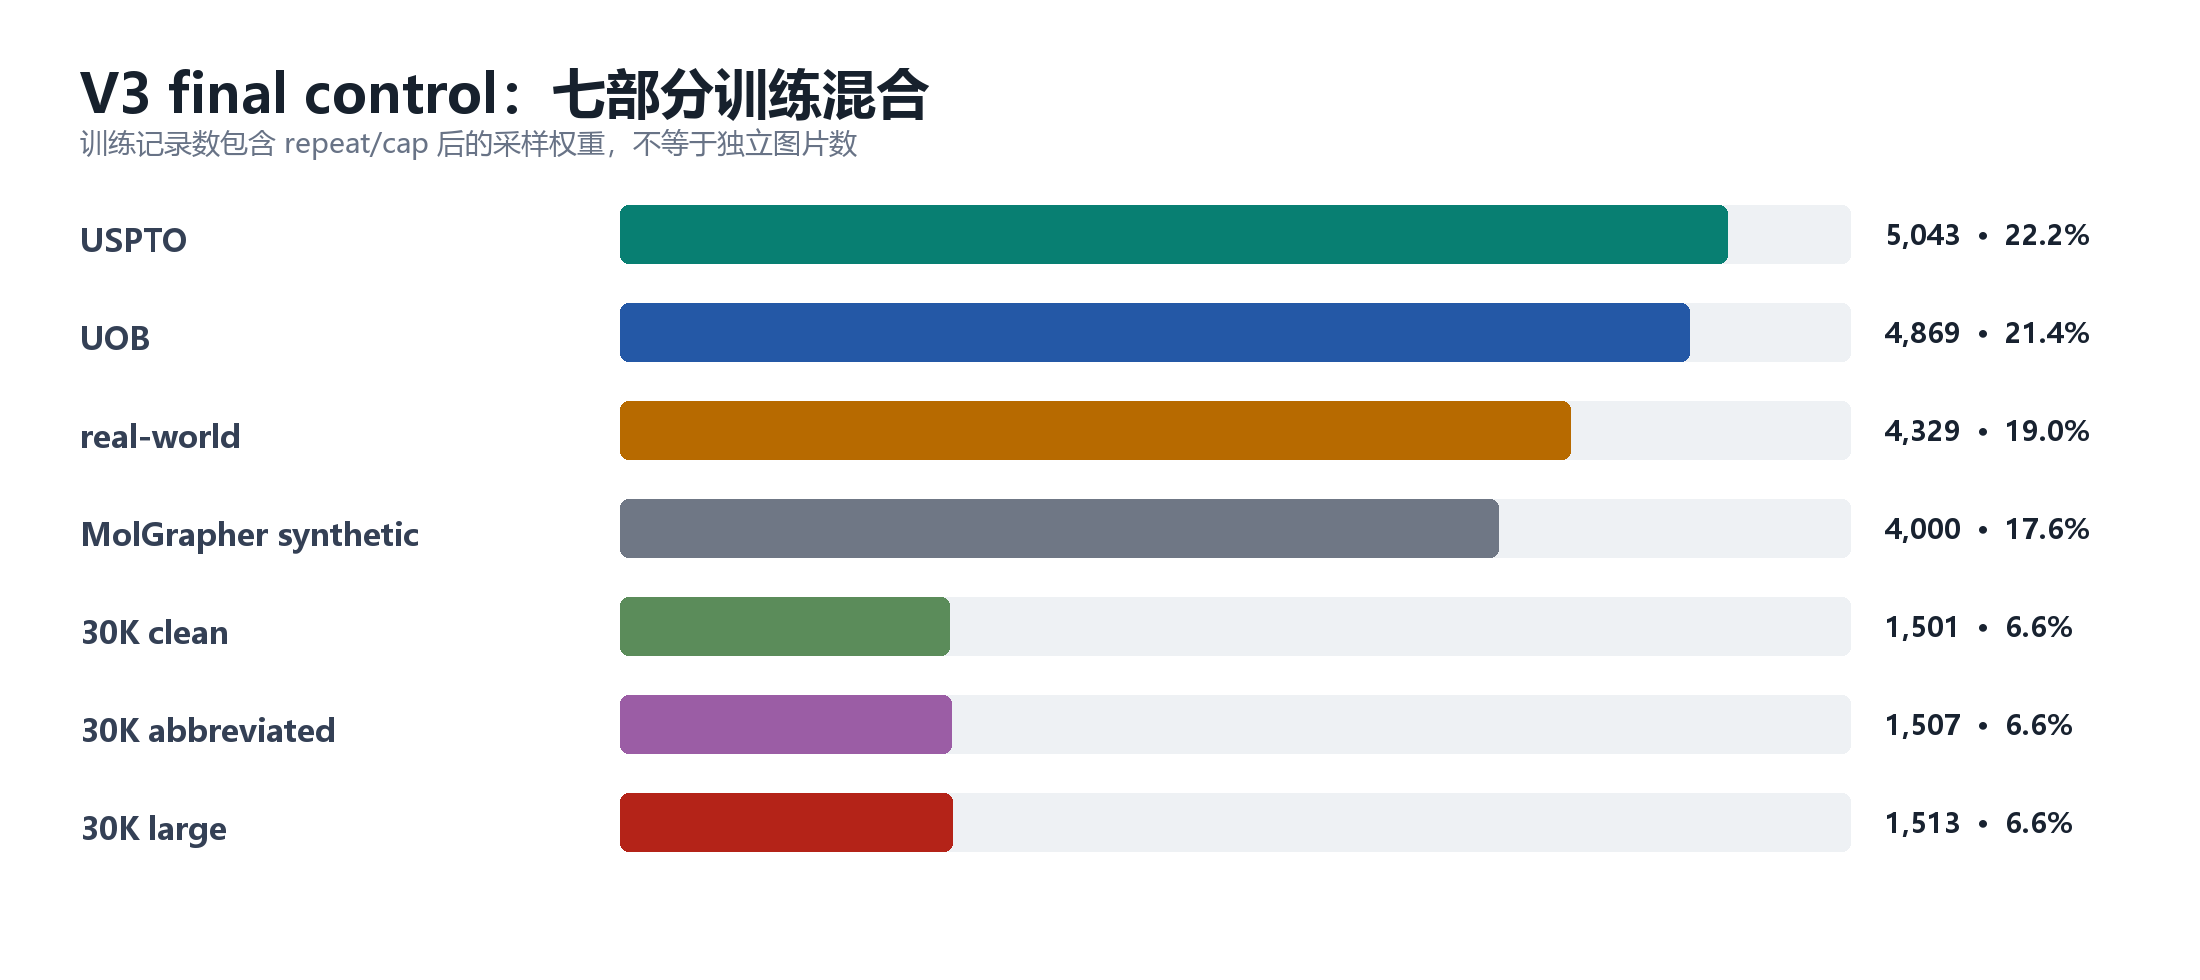 V3 final control：七部分训练混合
训练记录数包含 repeat/cap 后的采样权重，不等于独立图片数
USPTO 5,043 • 22.2%
UOB 4,869 • 21.4%
real-world 4,329 • 19.0%
MolGrapher synthetic 4,000 • 17.6%
30K clean 1,501 • 6.6%
30K abbreviated 1,507 • 6.6%
30K large 1,513 • 6.6%